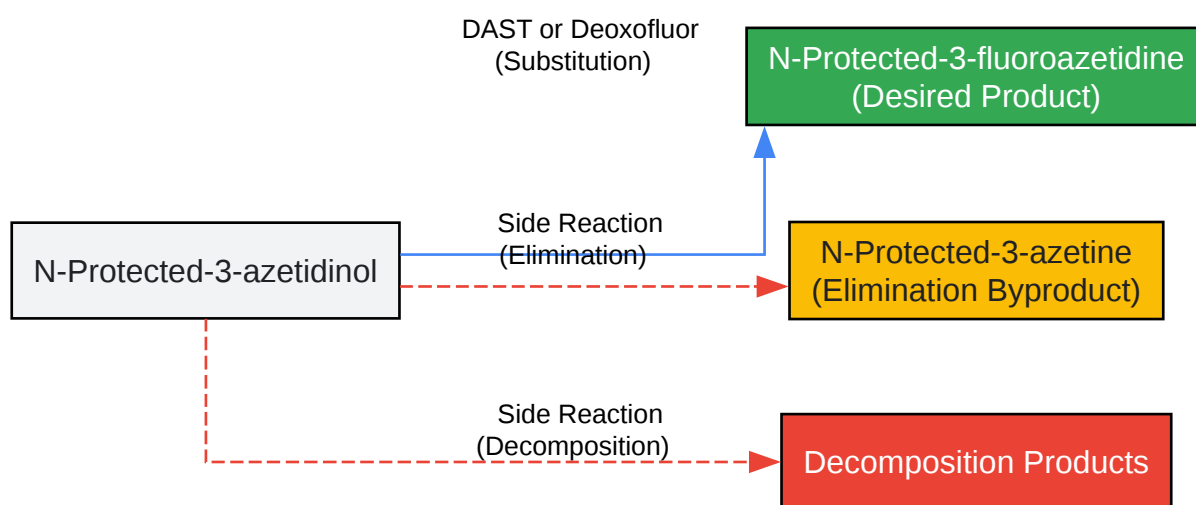 DAST or Deoxofluor
(Substitution)
N-Protected-3-fluoroazetidine
(Desired Product)
N-Protected-3-azetidinol
Side Reaction
(Elimination)
N-Protected-3-azetine
(Elimination Byproduct)
Side Reaction
(Decomposition)
Decomposition Products